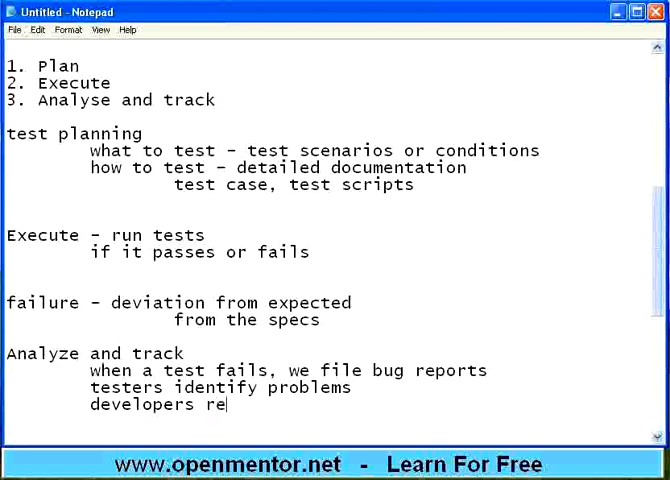 Untitled - Notepad
File Edit Format View Help
1. Plan
2. Execute
3. Analyse and track
test planning
what to test - test scenarios or conditions
how to test - detailed documentation
test case, test scripts
Execute - run tests
if it passes or fails
failure - deviation from expected
from the specs
Analyze and track
when a test fails, we file bug reports
testers identify problems
developers re
www.openmentor.net - Learn For Free